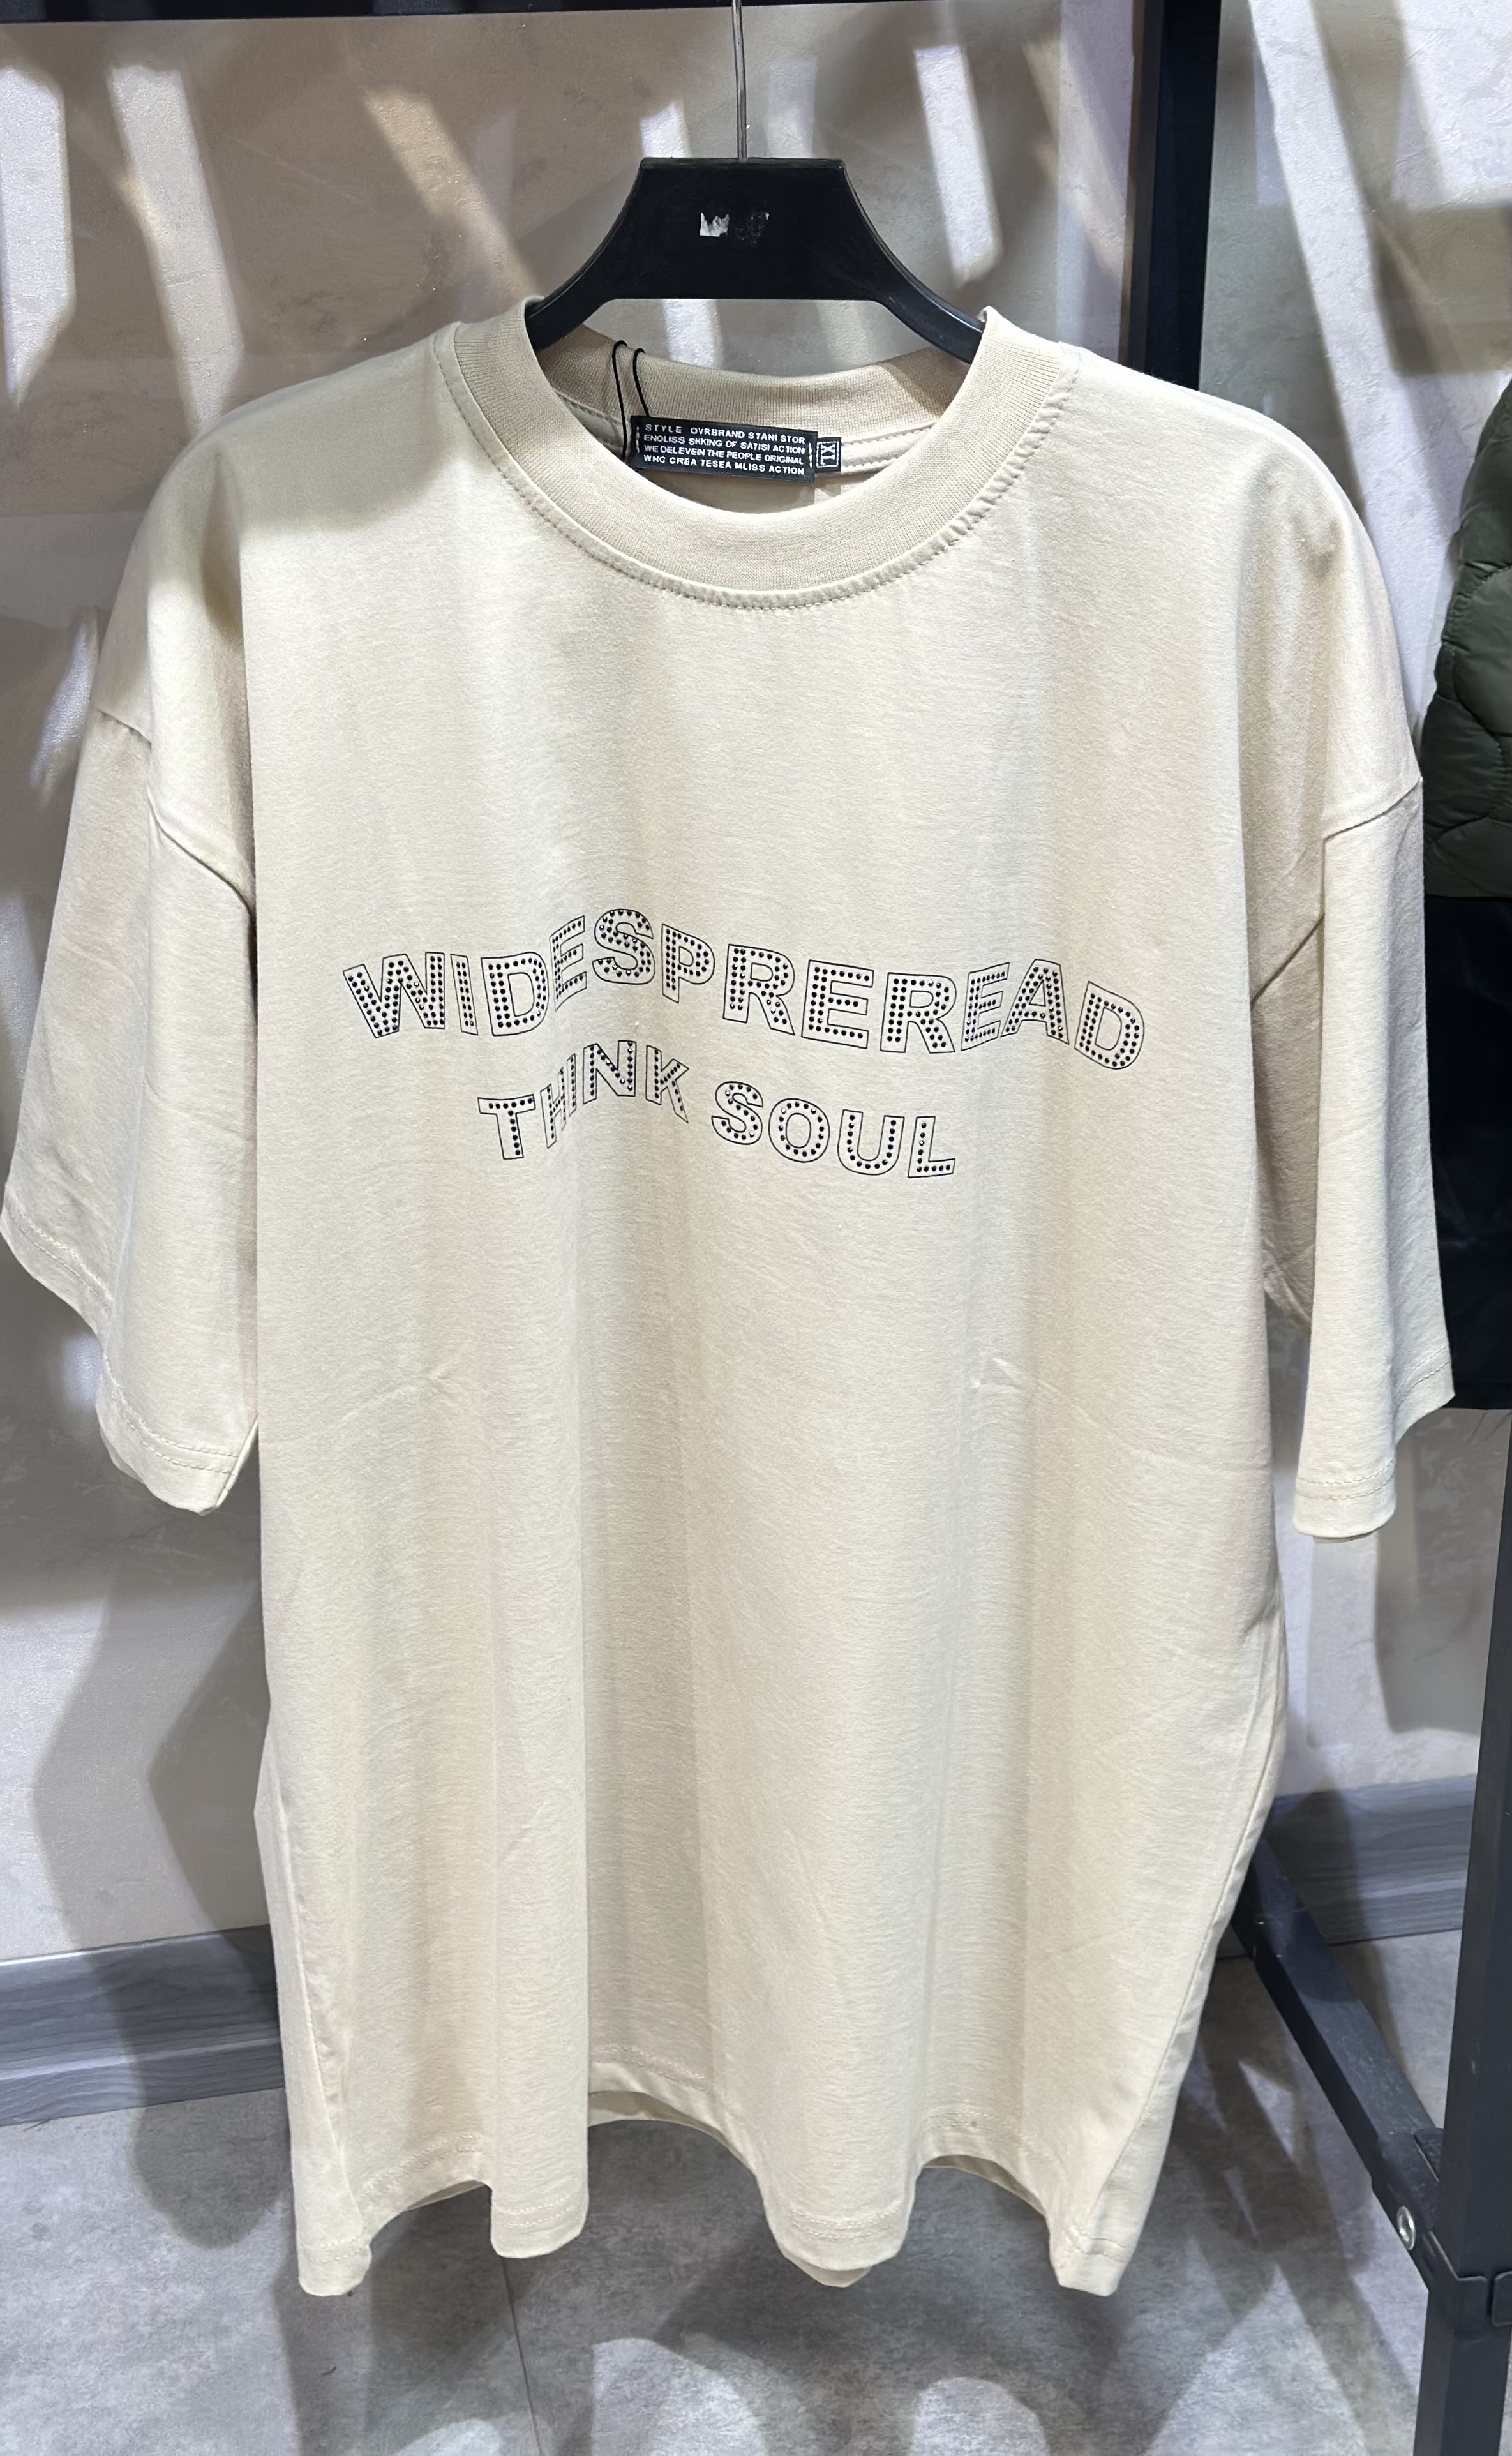 STYLE OVRBRAND STANI STOR
ENGLISS SKKING OF SATISI ACTION
WE DELEVEIN THE PEOPLE ORIGINAL
WHC CREA TESEA MLISS ACTION
XL
WIDESPREREAD
THINK SOUL